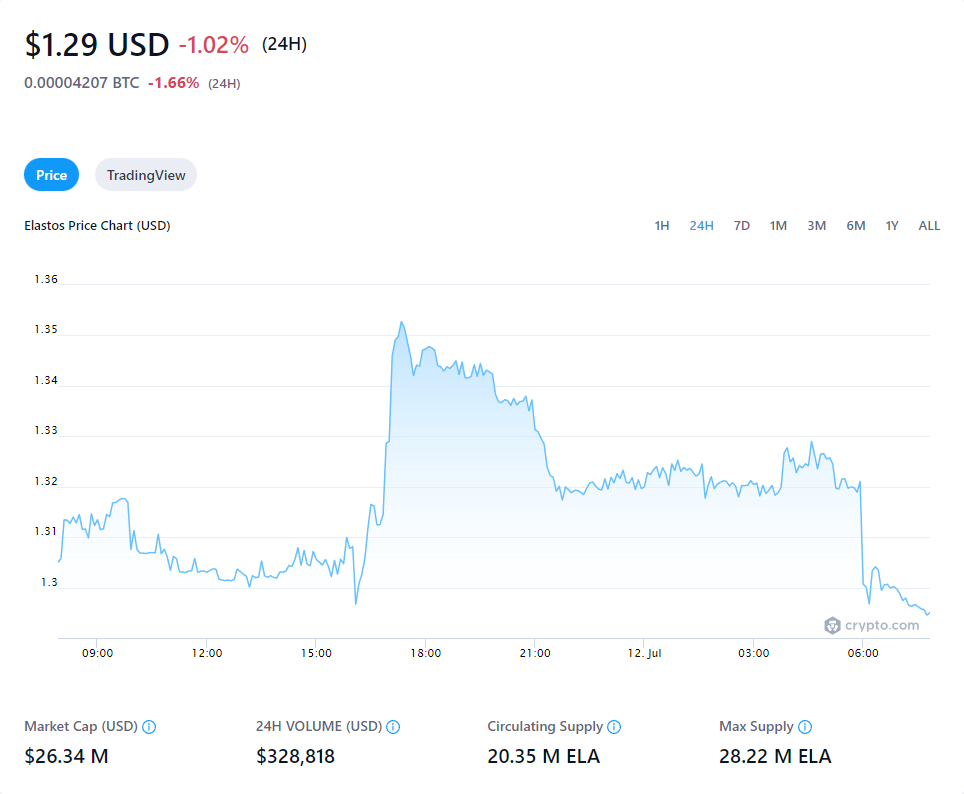 $1.29 USD -1.02% (24H)
0.00004207 BTC -1.66% (24H)
Price TradingView
Elastos Price Chart (USD) 1H 24H 7D 1M 3M 6M 1Y ALL
1.36
1.35
1.34
1.33
1.32
1.31
1.3
crypto.com
09:00 12:00 15:00 18:00 21:00 12. Jul 03:00 06:00
Market Cap (USD) 24H VOLUME (USD) Circulating Supply Max Supply
$26.34 M $328,818 20.35 M ELA 28.22 M ELA